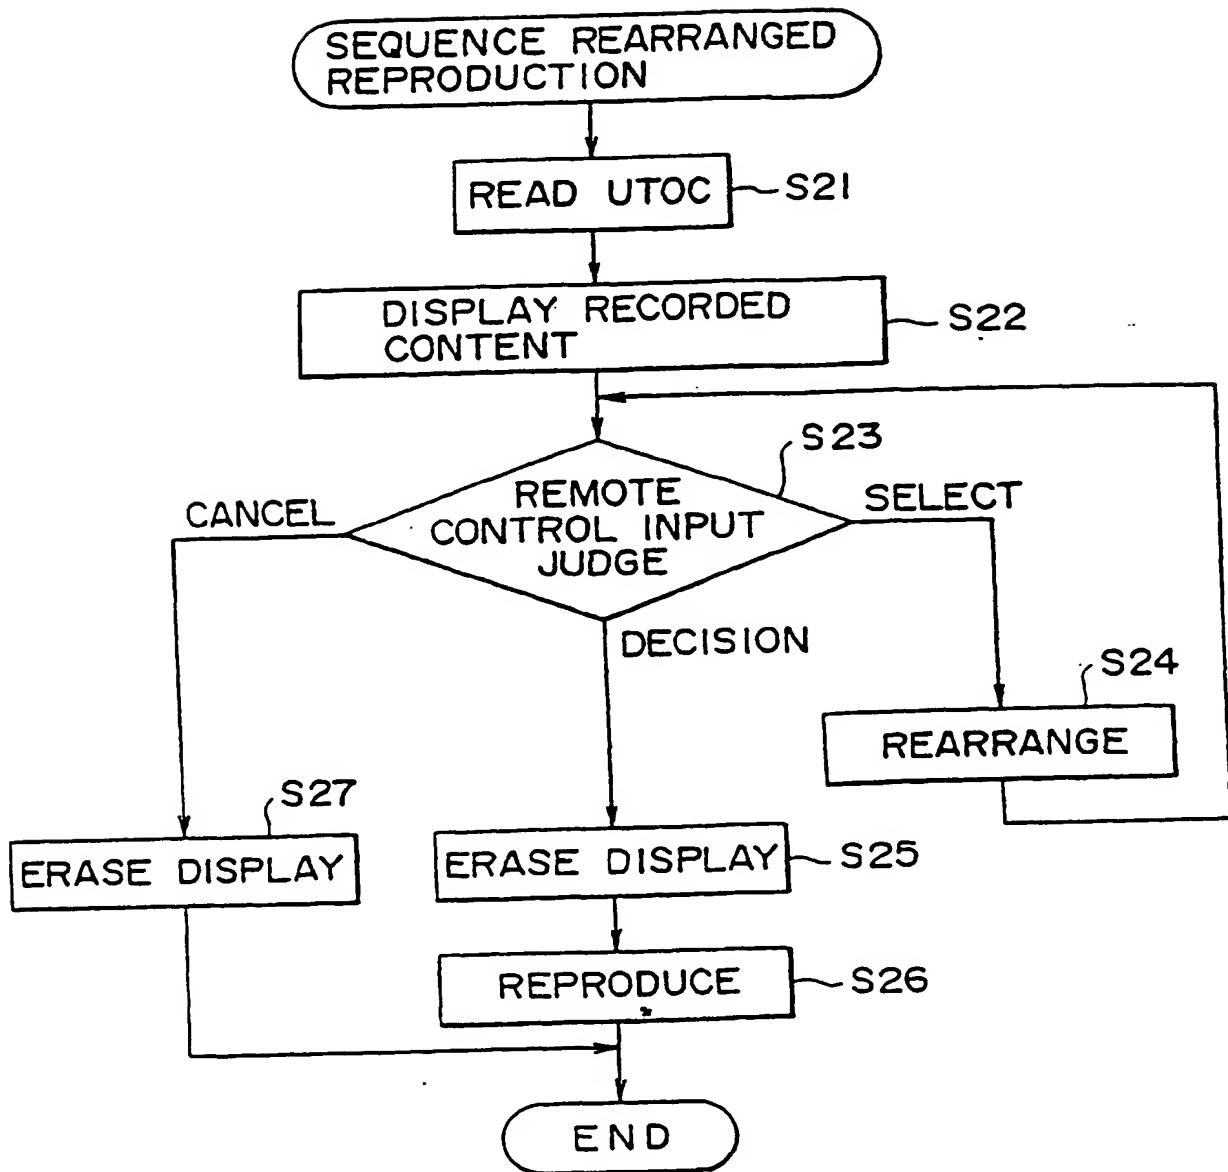 SEQUENCE REARRANGED
REPRODUCTION
READ UTOC
S21
DISPLAY RECORDED
CONTENT
S22
S23
REMOTE
CONTROL INPUT
JUDGE
CANCEL
SELECT
DECISION
S24
REARRANGE
S27
ERASE DISPLAY
ERASE DISPLAY
S25
REPRODUCE
S26
END